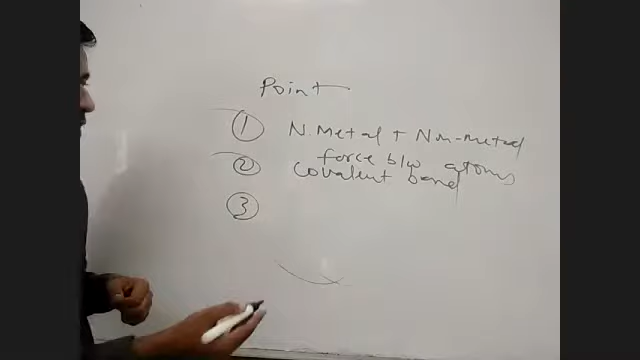 Point
① N. Metal + Non-metal
force b/w atoms
② Covalent bond
③